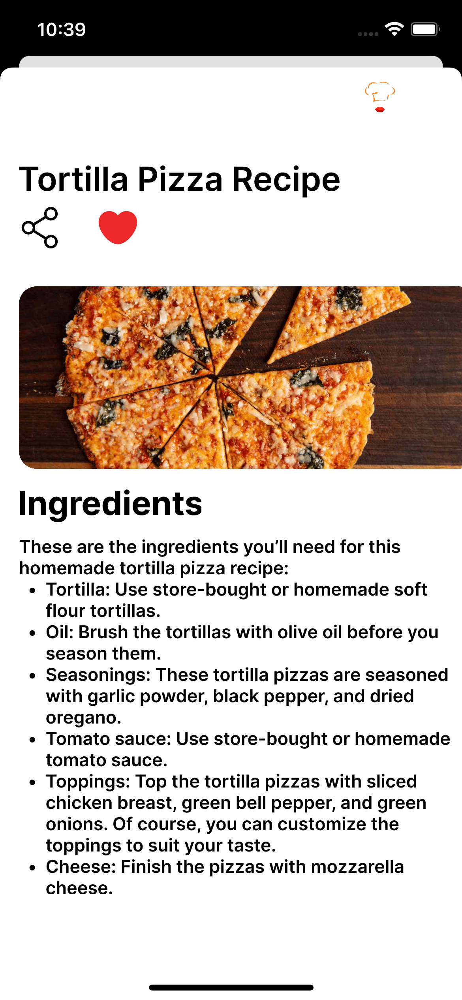 10:39
Tortilla Pizza Recipe
Ingredients
These are the ingredients you’ll need for this
homemade tortilla pizza recipe:
• Tortilla: Use store-bought or homemade soft
flour tortillas.
• Oil: Brush the tortillas with olive oil before you
season them.
• Seasonings: These tortilla pizzas are seasoned
with garlic powder, black pepper, and dried
oregano.
• Tomato sauce: Use store-bought or homemade
tomato sauce.
• Toppings: Top the tortilla pizzas with sliced
chicken breast, green bell pepper, and green
onions. Of course, you can customize the
toppings to suit your taste.
• Cheese: Finish the pizzas with mozzarella
cheese.